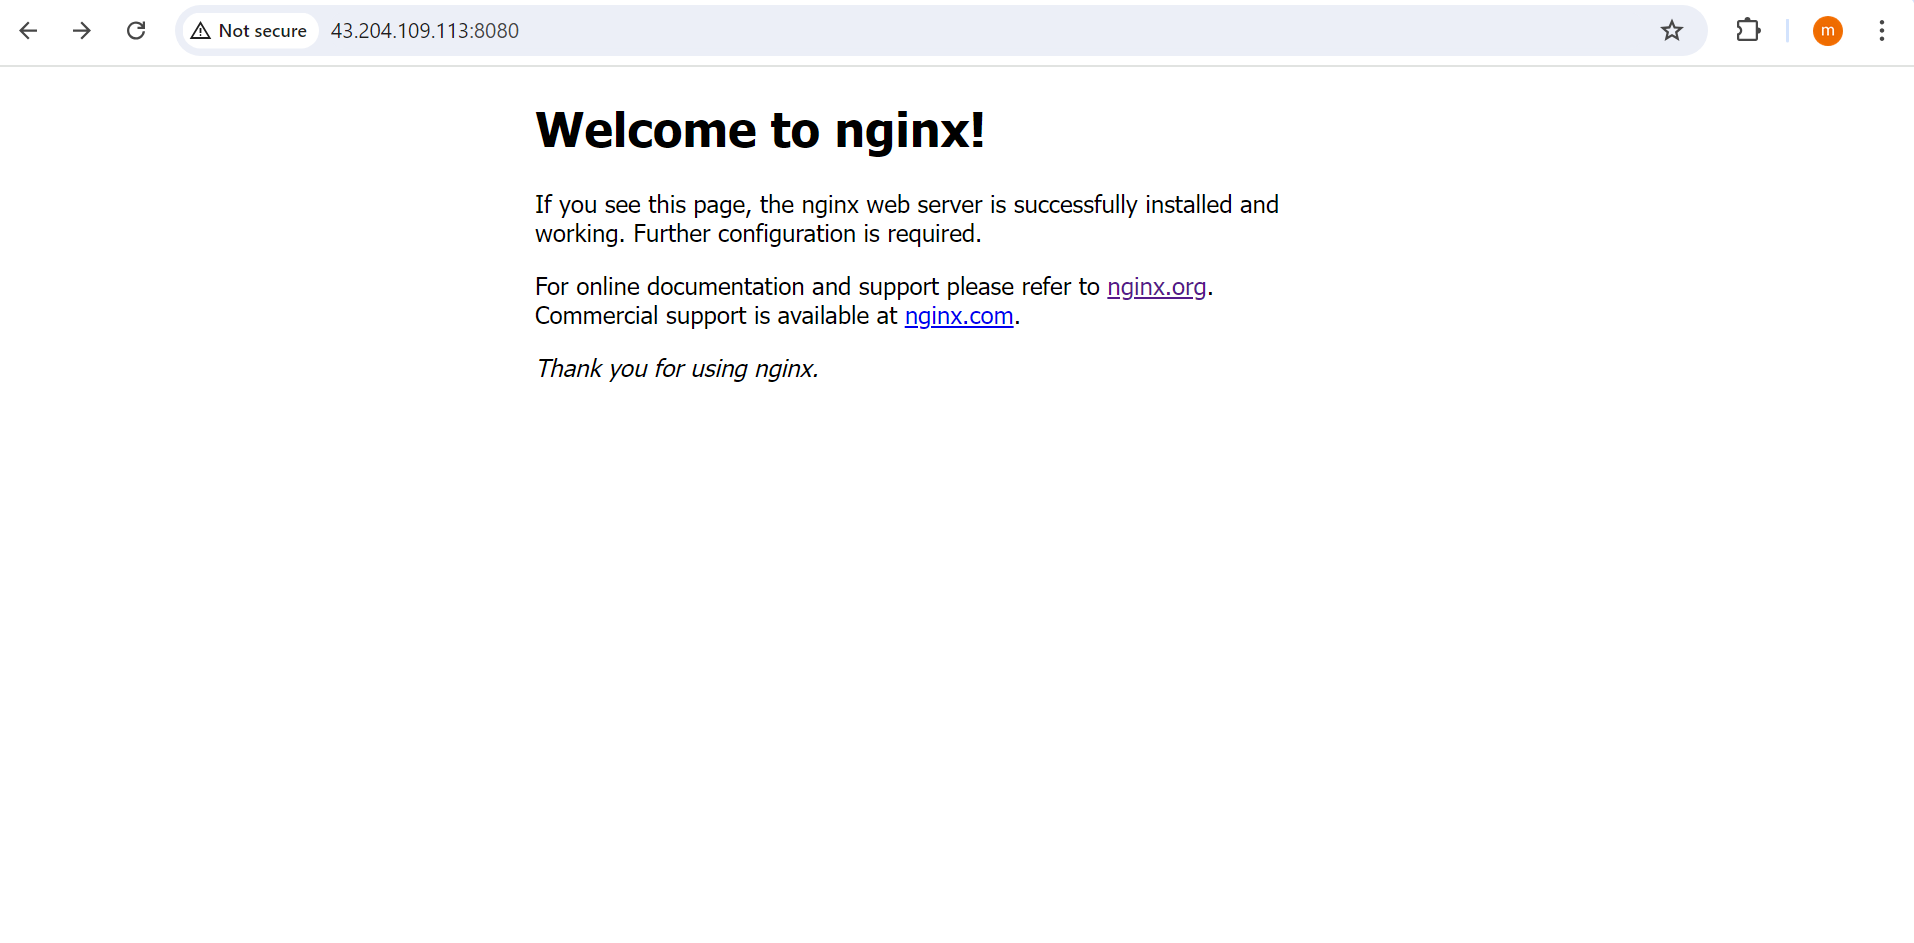 Not secure 43.204.109.113:8080
m
Welcome to nginx!
If you see this page, the nginx web server is successfully installed and
working. Further configuration is required.
For online documentation and support please refer to nginx.org.
Commercial support is available at nginx.com.
Thank you for using nginx.